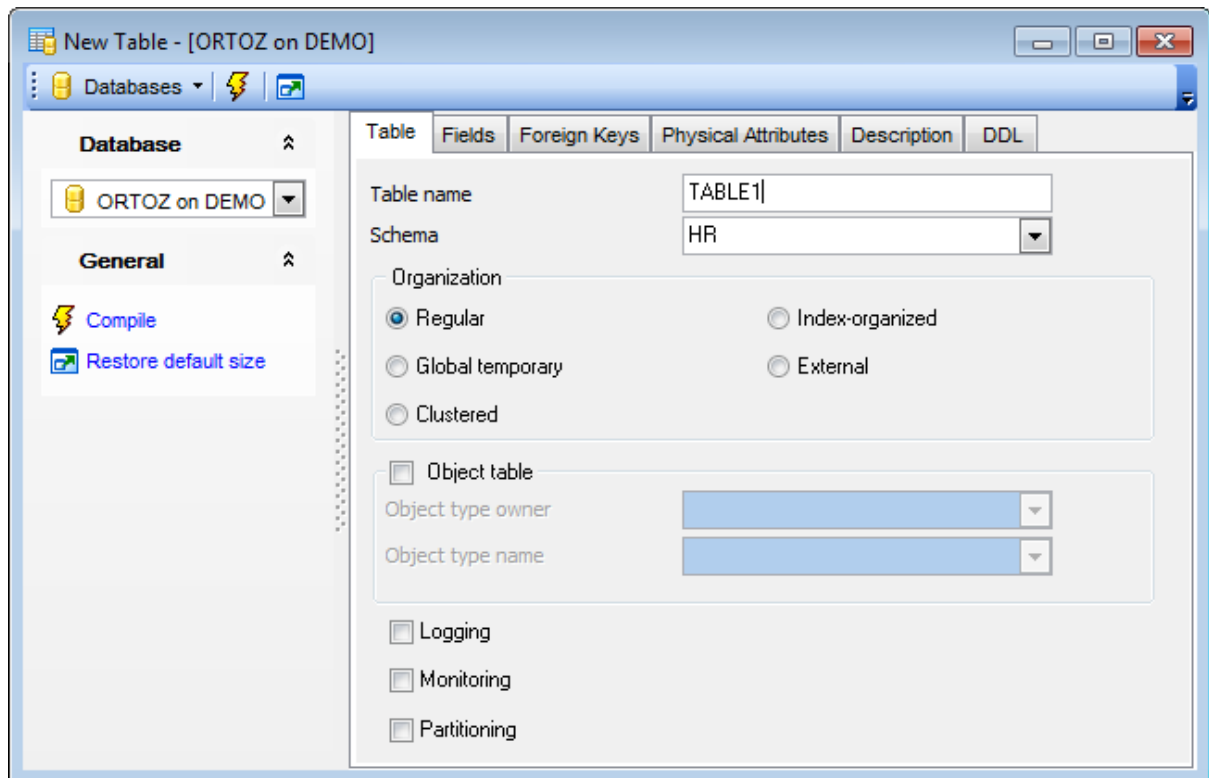 New Table - [ORTOZ on DEMO]
Databases
Database
ORTOZ on DEMO
General
Compile
Restore default size
Table Fields Foreign Keys Physical Attributes Description DDL
Table name TABLE1
Schema HR
Organization
Regular Index-organized
Global temporary External
Clustered
Object table
Object type owner
Object type name
Logging
Monitoring
Partitioning